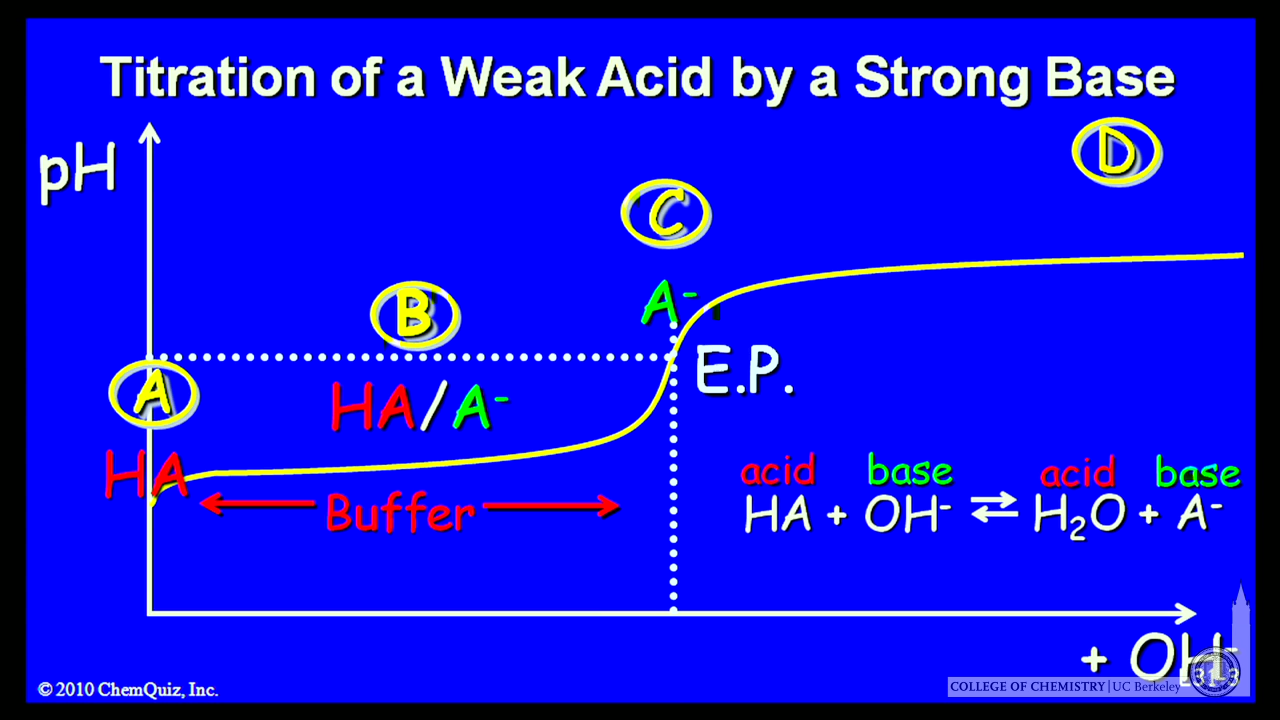 Titration of a Weak Acid by a Strong Base
pH
D
C
B
A⁻
E.P.
A
HA/A⁻
HA
acid base acid base
HA + OH⁻ ⇌ H₂O + A⁻
Buffer
+ OH⁻
© 2010 ChemQuiz, Inc.
COLLEGE OF CHEMISTRY | UC Berkeley